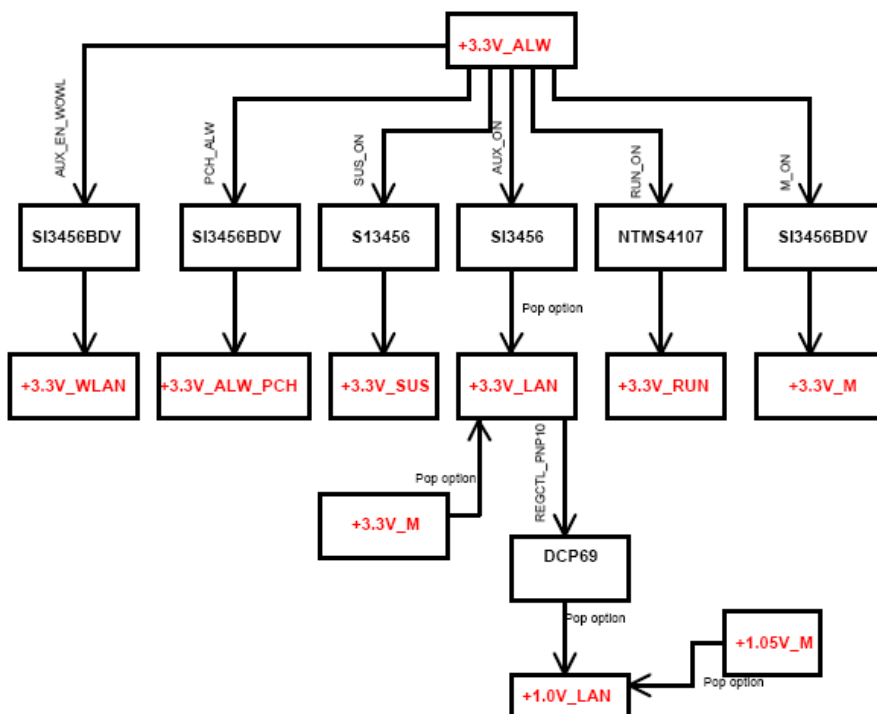 +3.3V_ALW
AUX_EN_WOWL
PCH_ALW
SUS_ON
AUX_ON
RUN_ON
M_ON
SI3456BDV
SI3456BDV
S13456
SI3456
NTMS4107
SI3456BDV
Pop option
+3.3V_WLAN
+3.3V_ALW_PCH
+3.3V_SUS
+3.3V_LAN
+3.3V_RUN
+3.3V_M
Pop option
REGCTL_PNP10
+3.3V_M
DCP69
Pop option
+1.05V_M
Pop option
+1.0V_LAN